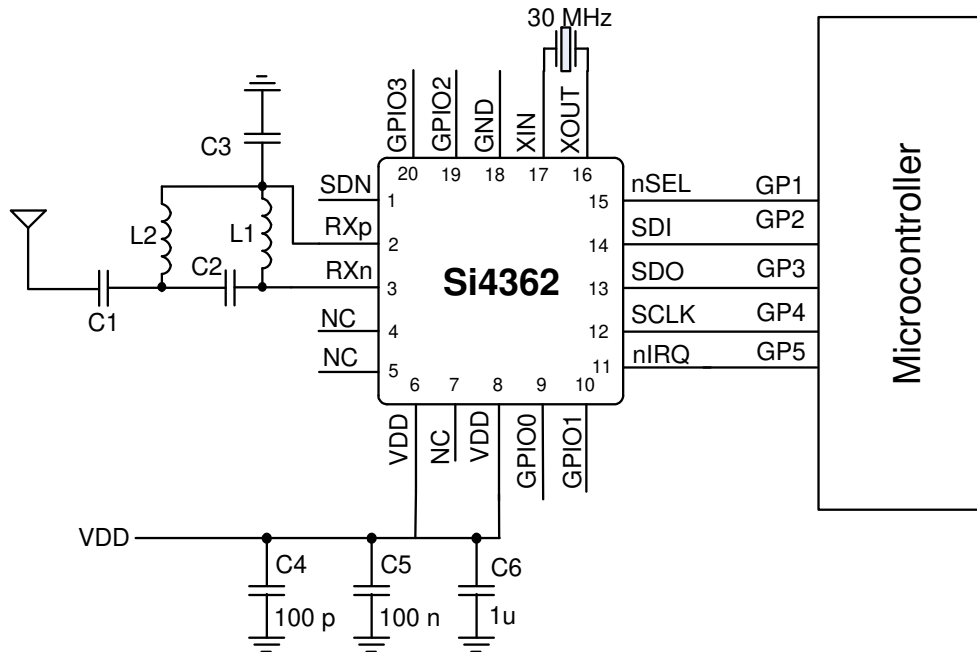 30 MHz
GPIO3
GPIO2
GND
XIN
XOUT
C3
20
19
18
17
16
SDN
1
15
nSEL
GP1
L2
L1
RXp
2
14
SDI
GP2
C2
RXn
3
Si4362
13
SDO
GP3
C1
NC
4
12
SCLK
GP4
NC
5
11
nIRQ
GP5
Microcontroller
6
7
8
9
10
VDD
NC
VDD
GPIO0
GPIO1
VDD
C4
C5
C6
100 p
100 n
1u